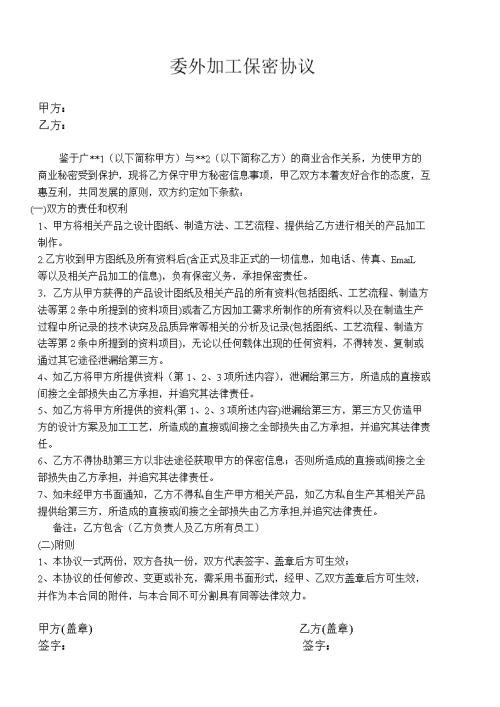 委外加工保密协议
甲方：
乙方：
鉴于广**1（以下简称甲方）与**2（以下简称乙方）的商业合作关系，为使甲方的
商业秘密受到保护，现将乙方保守甲方秘密信息事项，甲乙双方本着友好合作的态度，互
惠互利，共同发展的原则，双方约定如下条款：
(一)双方的责任和权利
1、甲方将相关产品之设计图纸、制造方法、工艺流程、提供给乙方进行相关的产品加工
制作。
2.乙方收到甲方图纸及所有资料后(含正式及非正式的一切信息，如电话、传真、EmaiL
等以及相关产品加工的信息)，负有保密义务，承担保密责任。
3．乙方从甲方获得的产品设计图纸及相关产品的所有资料(包括图纸、工艺流程、制造方
法等第2条中所提到的资料项目)或者乙方因加工需求所制作的所有资料以及在制造生产
过程中所记录的技术诀窍及品质异常等相关的分析及记录(包括图纸、工艺流程、制造方
法等第2条中所提到的资料项目)，无论以任何载体出现的任何资料，不得转发、复制或
通过其它途径泄漏给第三方。
4、如乙方将甲方所提供资料（第1、2、3项所述内容），泄漏给第三方，所造成的直接或
间接之全部损失由乙方承担，并追究其法律责任。
5、如乙方将甲方所提供的资料(第1、2、3项所述内容)泄漏给第三方，第三方又仿造甲
方的设计方案及加工工艺，所造成的直接或间接之全部损失由乙方承担，并追究其法律责
任。
6、乙方不得协助第三方以非法途径获取甲方的保密信息；否则所造成的直接或间接之全
部损失由乙方承担，并追究其法律责任。
7、如未经甲方书面通知，乙方不得私自生产甲方相关产品，如乙方私自生产其相关产品
提供给第三方，所造成的直接或间接之全部损失由乙方承担,并追究法律责任。
备注：乙方包含（乙方负责人及乙方所有员工）
(二)附则
1、本协议一式两份，双方各执一份，双方代表签字、盖章后方可生效；
2、本协议的任何修改、变更或补充，需采用书面形式，经甲、乙双方盖章后方可生效，
并作为本合同的附件，与本合同不可分割具有同等法律效力。
甲方(盖章) 乙方(盖章)
签字： 签字：